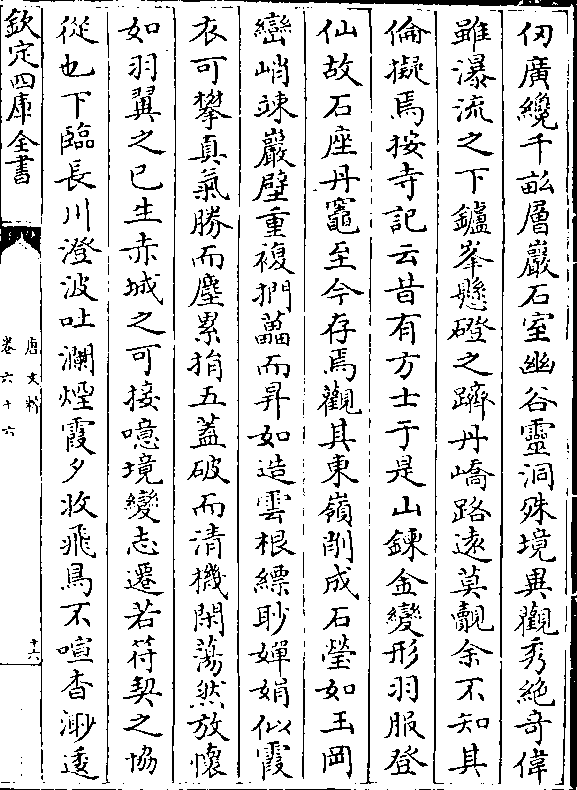 仞廣纔千畝層巖石室幽谷靈洞殊境異觀秀絶竒偉
雖瀑流之下鑪峯懸磴之躋丹嶠路遠莫覿余不知其
倫擬焉按寺記云昔有方士于是山鍊金變形羽服登
仙故石座丹竈至今存焉觀其東嶺削成石瑩如玉岡
巒峭竦巖壁重複捫蘿而昇如造雲根縹眇嬋娟似霞
衣可攀真氣勝而塵累捐五蓋破而清機閑蕩然放懷
如羽翼之已生赤城之可接噫境變志遷若符契之協
從也下臨長川澄波吐瀾煙霞夕收飛鳥不喧杳渺逶
欽定四庫全書
唐文粹
卷六十六
十六